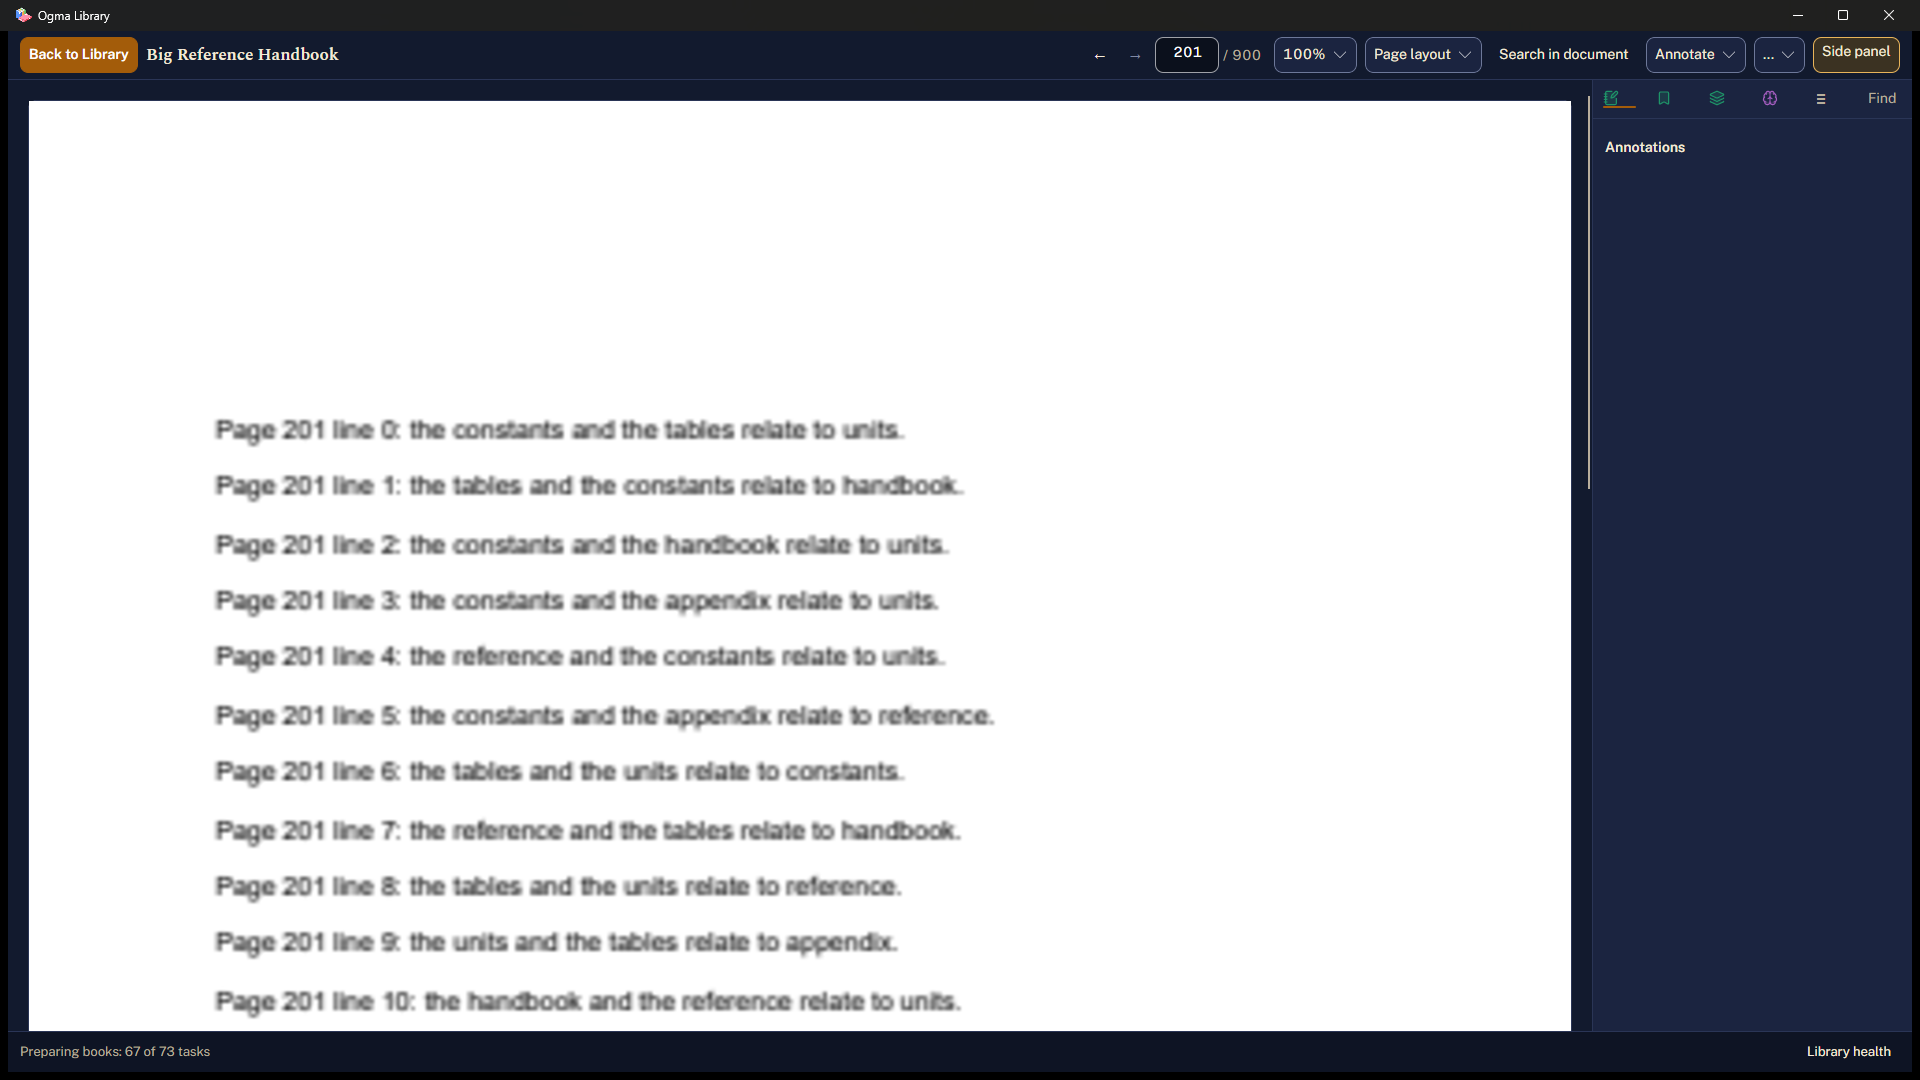 Ogma Library
Back to Library Big Reference Handbook ← → 201 / 900 100% Page layout Search in document Annotate ... Side panel
Find
Annotations
Page 201 line 0: the constants and the tables relate to units.
Page 201 line 1: the tables and the constants relate to handbook.
Page 201 line 2: the constants and the handbook relate to units.
Page 201 line 3: the constants and the appendix relate to units.
Page 201 line 4: the reference and the constants relate to units.
Page 201 line 5: the constants and the appendix relate to reference.
Page 201 line 6: the tables and the units relate to constants.
Page 201 line 7: the reference and the tables relate to handbook.
Page 201 line 8: the tables and the units relate to reference.
Page 201 line 9: the units and the tables relate to appendix.
Page 201 line 10: the handbook and the reference relate to units.
Preparing books: 67 of 73 tasks Library health